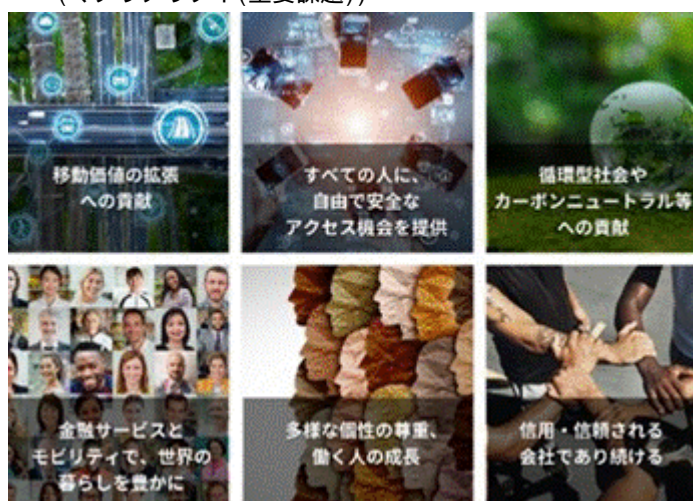 (マテリアリティ(重要課題))
移動価値の拡張
への貢献
すべての人に、
自由で安全な
アクセス機会を提供
循環型社会や
カーボンニュートラル等
への貢献
金融サービスと
モビリティで、世界の
暮らしを豊かに
多様な個性の尊重、
働く人の成長
信用・信頼される
会社であり続ける